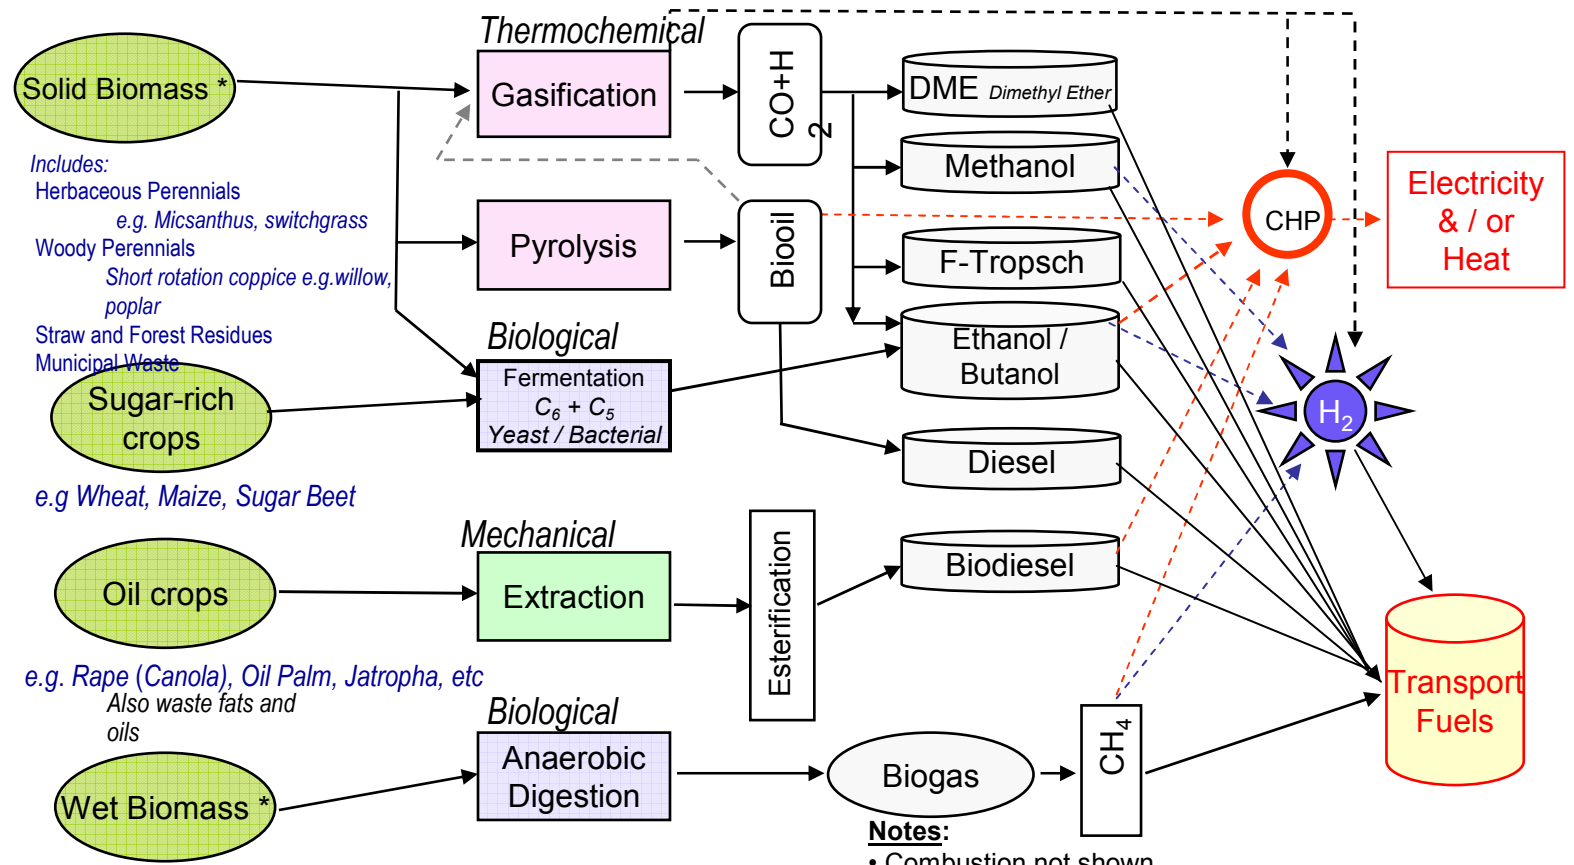 Thermochemical
Solid Biomass *
Gasification
CO+H
2
DME Dimethyl Ether
Methanol
Includes:
Herbaceous Perennials
e.g. Micsanthus, switchgrass
Woody Perennials
Short rotation coppice e.g.willow,
poplar
Straw and Forest Residues
Municipal Waste
Pyrolysis
Biooil
F-Tropsch
CHP
Electricity
& / or
Heat
Biological
Fermentation
C₆ + C₅
Yeast / Bacterial
Ethanol /
Butanol
H₂
Sugar-rich
crops
Diesel
e.g Wheat, Maize, Sugar Beet
Mechanical
Oil crops
Extraction
Esterification
Biodiesel
e.g. Rape (Canola), Oil Palm, Jatropha, etc
Also waste fats and
oils
Transport
Fuels
Biological
Anaerobic
Digestion
Wet Biomass *
Biogas
CH₄
Notes:
• Combustion not shown